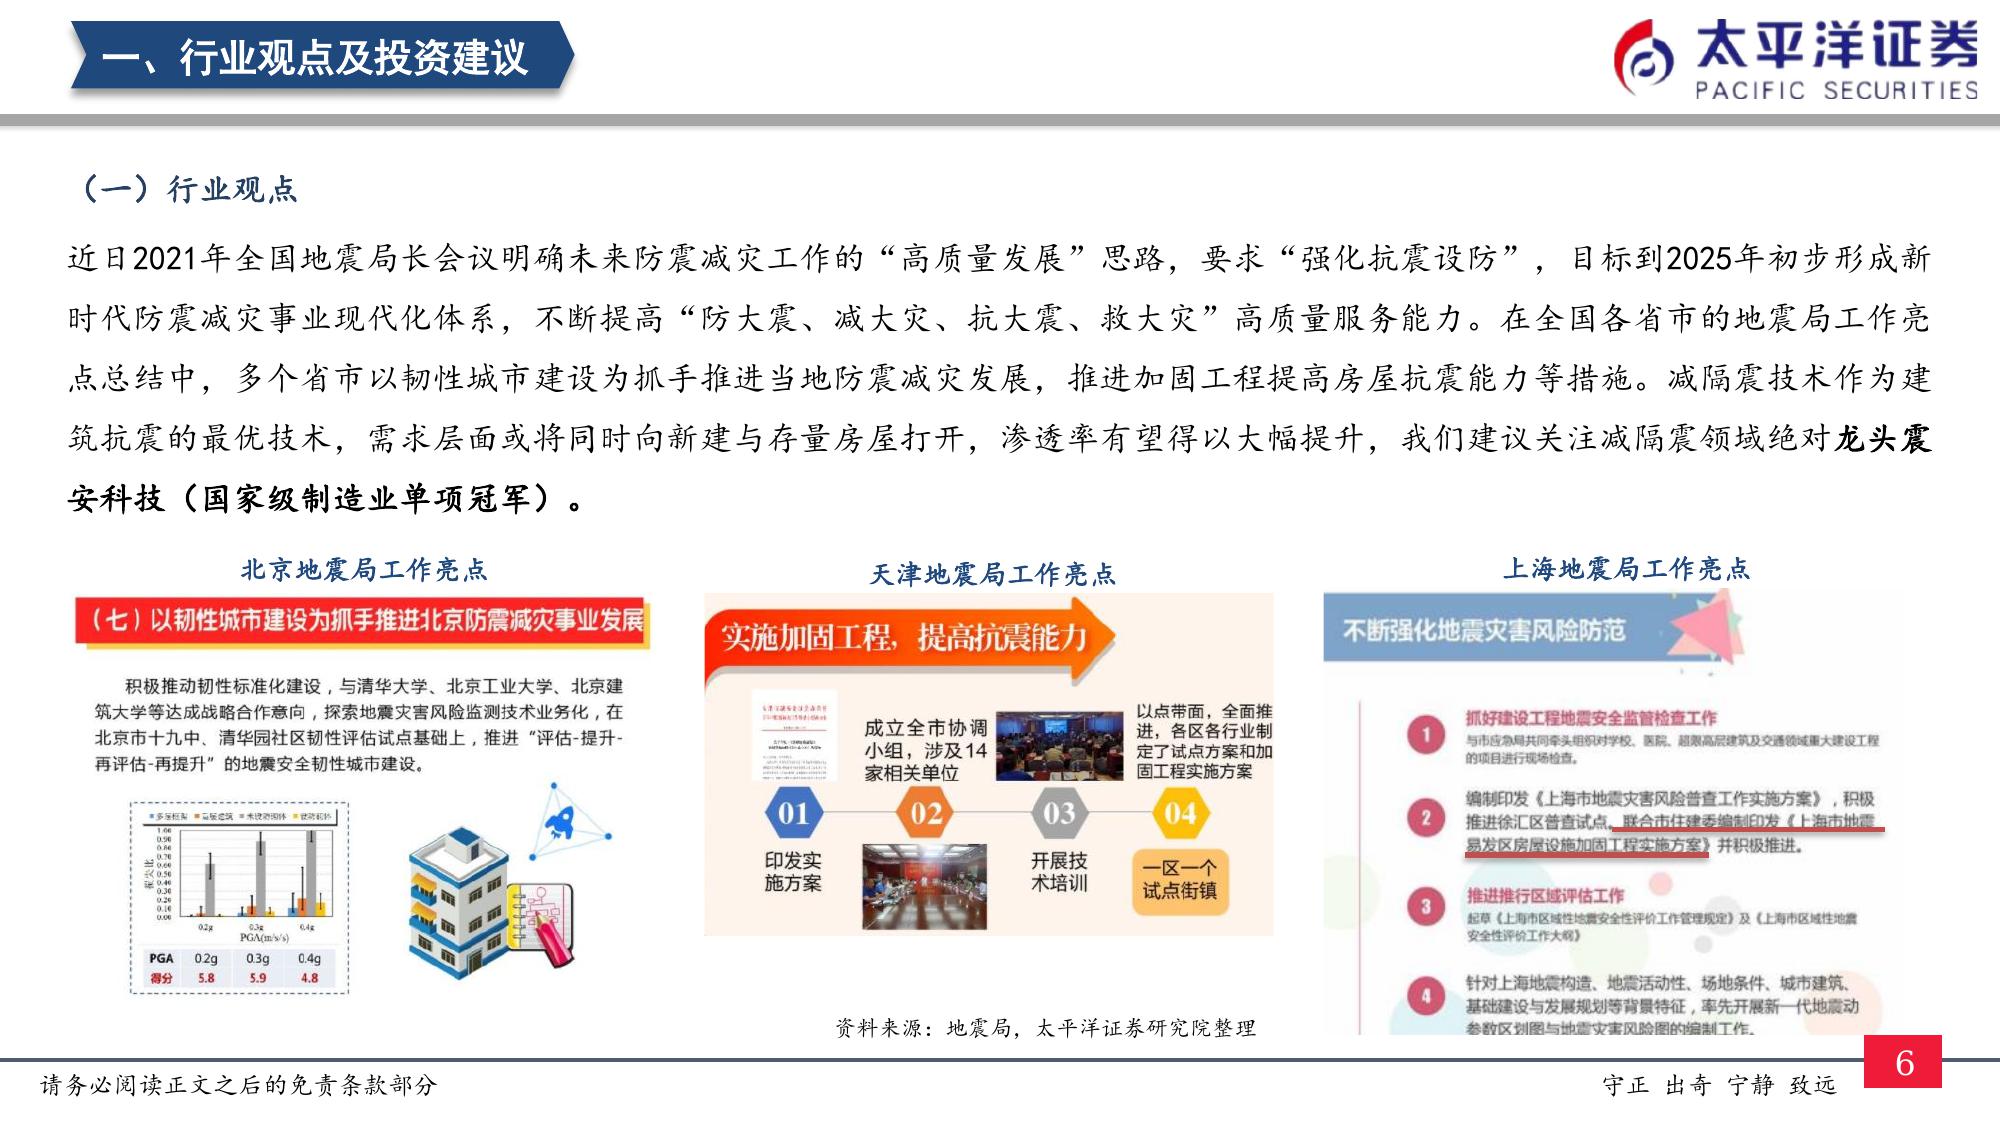 一、行业观点及投资建议
太平洋证券
PACIFIC SECURITIES
（一）行业观点
近日2021年全国地震局长会议明确未来防震减灾工作的“高质量发展”思路，要求“强化抗震设防”，目标到2025年初步形成新
时代防震减灾事业现代化体系，不断提高“防大震、减大灾、抗大震、救大灾”高质量服务能力。在全国各省市的地震局工作亮
点总结中，多个省市以韧性城市建设为抓手推进当地防震减灾发展，推进加固工程提高房屋抗震能力等措施。减隔震技术作为建
筑抗震的最优技术，需求层面或将同时向新建与存量房屋打开，渗透率有望得以大幅提升，我们建议关注减隔震领域绝对龙头震
安科技（国家级制造业单项冠军）。
北京地震局工作亮点
（七）以韧性城市建设为抓手推进北京防震减灾事业发展
积极推动韧性标准化建设，与清华大学、北京工业大学、北京建
筑大学等达成战略合作意向，探索地震灾害风险监测技术业务化，在
北京市十九中、清华园社区韧性评估试点基础上，推进“评估-提升-
再评估-再提升”的地震安全韧性城市建设。
多层框架
1.00
0.90
0.80
0.70
0.60
0.50
0.40
0.30
0.20
0.10
0.00
0.2g 0.3g 0.4g
PGA(m/s/s)
PGA 0.2g 0.3g 0.4g
得分 5.8 5.9 4.8
天津地震局工作亮点
实施加固工程，提高抗震能力
成立全市协调
小组，涉及14
家相关单位
以点带面，全面推
进，各区各行业制
定了试点方案和加
固工程实施方案
01 02 03 04
印发实
施方案
开展技
术培训
一区一个
试点街镇
上海地震局工作亮点
不断强化地震灾害风险防范
1
抓好建设工程地震安全监管检查工作
与市应急局共同牵头组织对学校、医院、超限高层建筑及交通领域重大建设工程
的项目进行现场检查。
2
编制印发《上海市地震灾害风险普查工作实施方案》，积极
推进徐汇区普查试点。联合市住建委编制印发《上海市地震
易发区房屋设施加固工程实施方案》并积极推进。
3
推进推行区域评估工作
起草《上海市区域性地震安全性评价工作管理规定》及《上海市区域性地震
安全性评价工作大纲》
4
针对上海地震构造、地震活动性、场地条件、城市建筑、
基础建设与发展规划等背景特征，率先开展新一代地震动
参数区划图与地震灾害风险图的编制工作。
资料来源：地震局，太平洋证券研究院整理
请务必阅读正文之后的免责条款部分
守正 出奇 宁静 致远
6